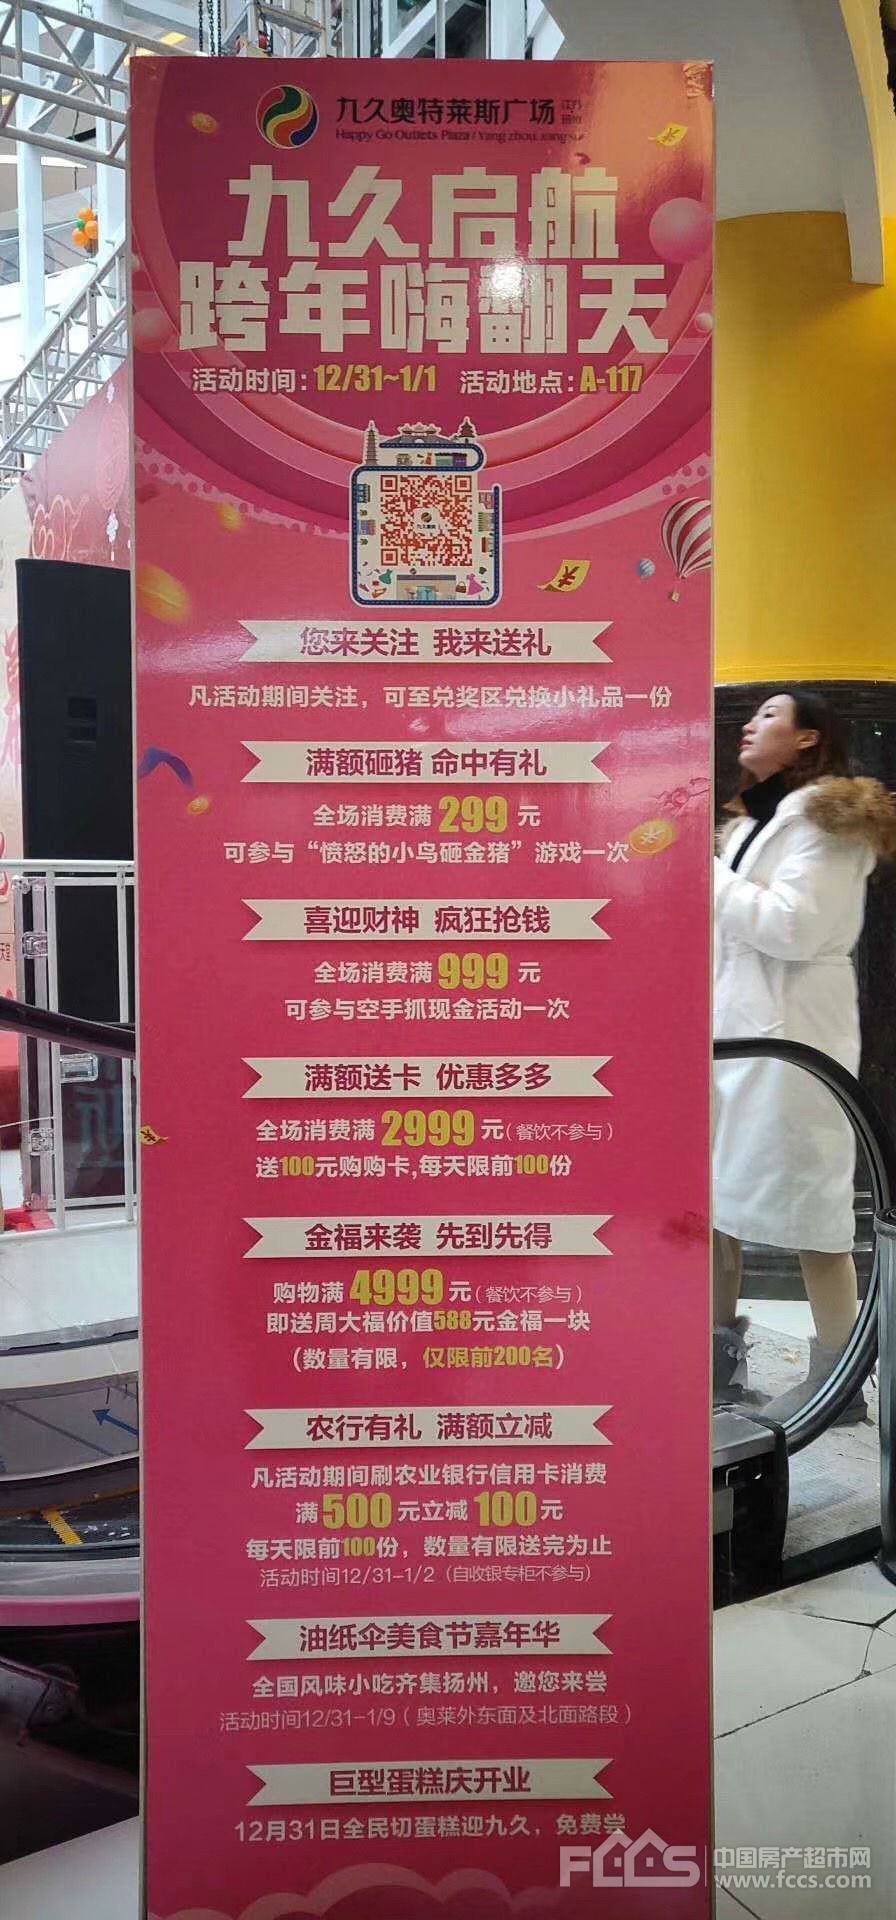 九久奥特莱斯广场 江苏 扬州
Happy Go Outlets Plaza / Yang zhou, jiang su
九久启航
跨年嗨翻天
活动时间：12/31~1/1 活动地点：A-117
您来关注 我来送礼
凡活动期间关注，可至兑奖区兑换小礼品一份
满额砸猪 命中有礼
全场消费满299元
可参与“愤怒的小鸟砸金猪”游戏一次
喜迎财神 疯狂抢钱
全场消费满999元
可参与空手抓现金活动一次
满额送卡 优惠多多
全场消费满2999元（餐饮不参与）
送100元购购卡,每天限前100份
金福来袭 先到先得
购物满4999元（餐饮不参与）
即送周大福价值588元金福一块
（数量有限，仅限前200名）
农行有礼 满额立减
凡活动期间刷农业银行信用卡消费
满500元立减100元
每天限前100份，数量有限送完为止
活动时间12/31-1/2（自收银专柜不参与）
油纸伞美食节嘉年华
全国风味小吃齐集扬州，邀您来尝
活动时间12/31-1/9（奥莱外东面及北面路段）
巨型蛋糕庆开业
12月31日全民切蛋糕迎九久，免费尝
FCCS 中国房产超市网
www.fccs.com